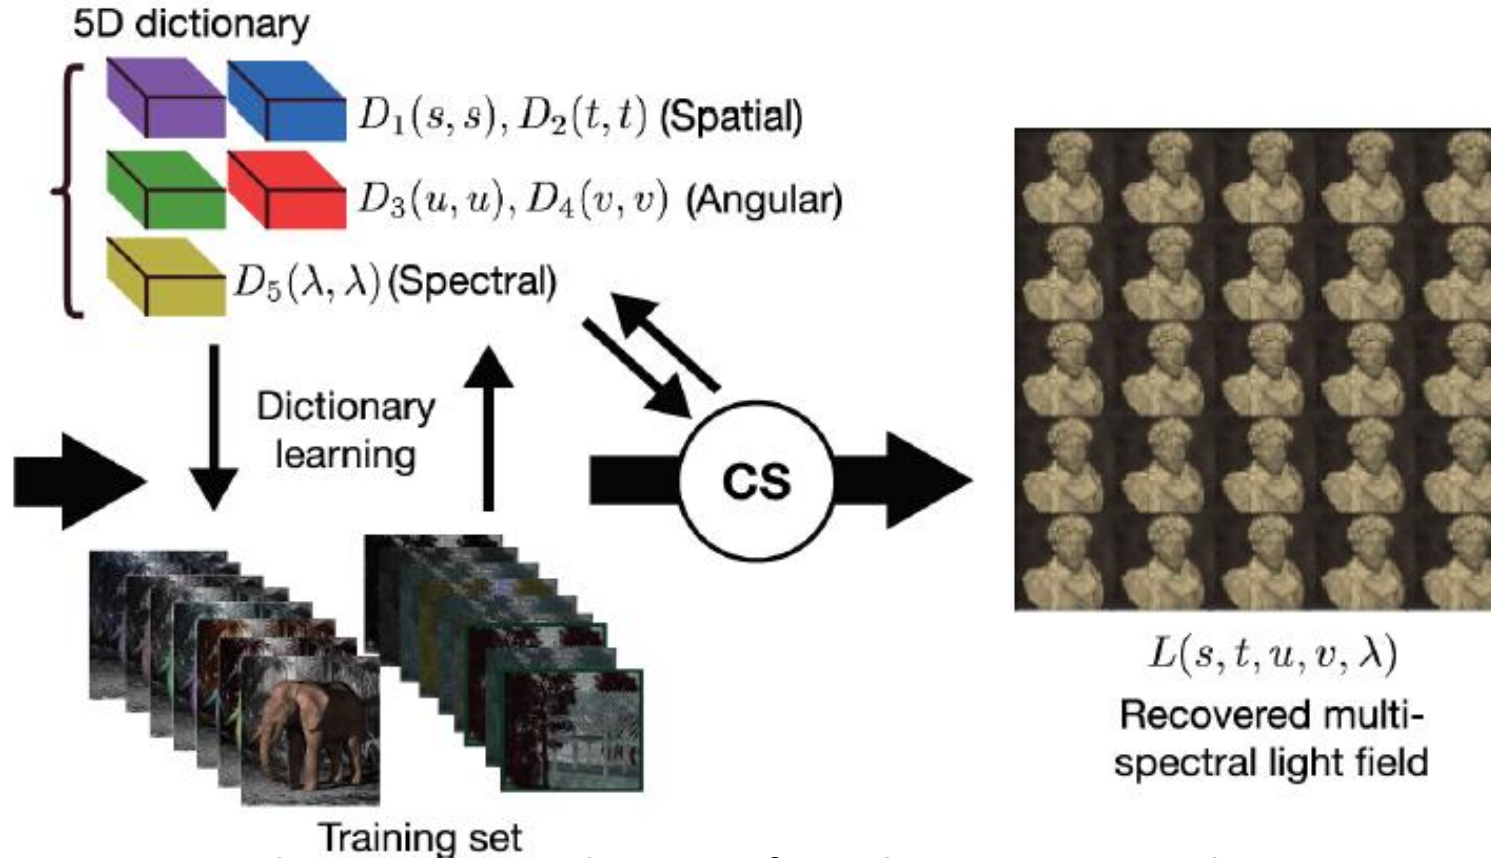 5D dictionary
D₁(s, s), D₂(t, t) (Spatial)
D₃(u, u), D₄(v, v) (Angular)
D₅(λ, λ) (Spectral)
Dictionary
learning
CS
Training set
L(s, t, u, v, λ)
Recovered multi-
spectral light field